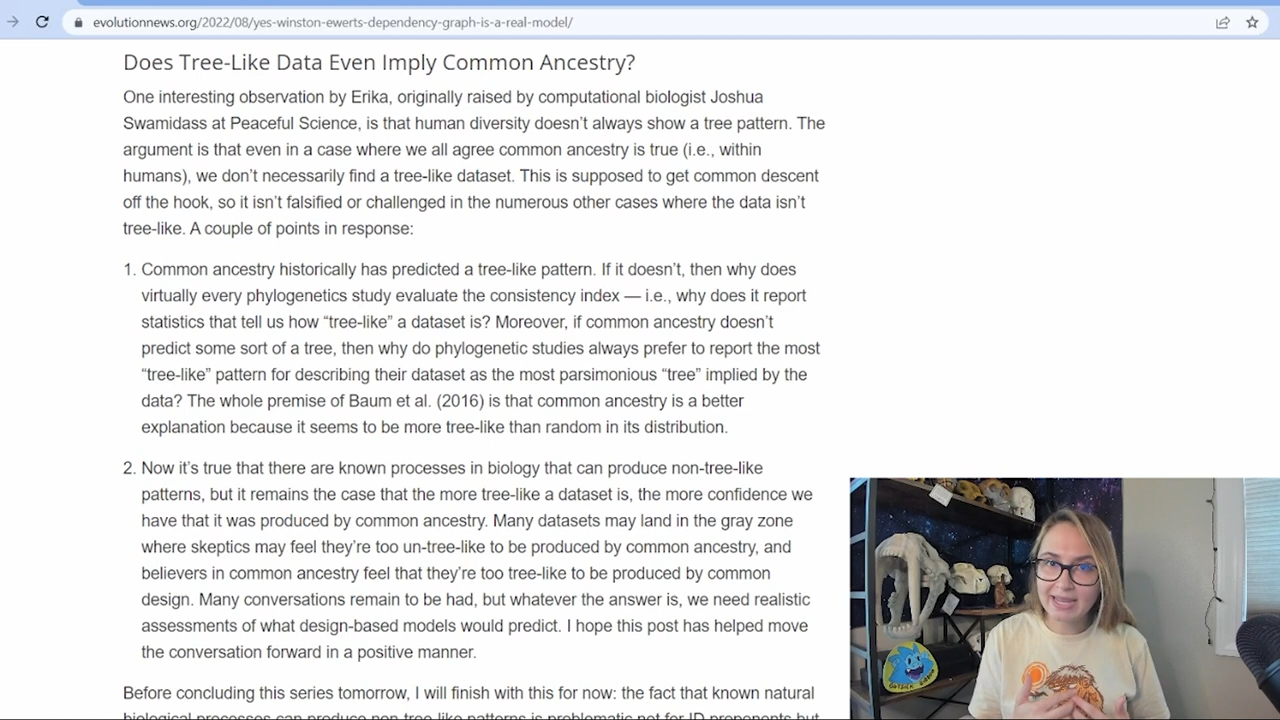 evolutionnews.org/2022/08/yes-winston-ewerts-dependency-graph-is-a-real-model/
Does Tree-Like Data Even Imply Common Ancestry?
One interesting observation by Erika, originally raised by computational biologist Joshua
Swamidass at Peaceful Science, is that human diversity doesn’t always show a tree pattern. The
argument is that even in a case where we all agree common ancestry is true (i.e., within
humans), we don’t necessarily find a tree-like dataset. This is supposed to get common descent
off the hook, so it isn’t falsified or challenged in the numerous other cases where the data isn’t
tree-like. A couple of points in response:
1. Common ancestry historically has predicted a tree-like pattern. If it doesn’t, then why does
virtually every phylogenetics study evaluate the consistency index — i.e., why does it report
statistics that tell us how “tree-like” a dataset is? Moreover, if common ancestry doesn’t
predict some sort of a tree, then why do phylogenetic studies always prefer to report the most
“tree-like” pattern for describing their dataset as the most parsimonious “tree” implied by the
data? The whole premise of Baum et al. (2016) is that common ancestry is a better
explanation because it seems to be more tree-like than random in its distribution.
2. Now it’s true that there are known processes in biology that can produce non-tree-like
patterns, but it remains the case that the more tree-like a dataset is, the more confidence we
have that it was produced by common ancestry. Many datasets may land in the gray zone
where skeptics may feel they’re too un-tree-like to be produced by common ancestry, and
believers in common ancestry feel that they’re too tree-like to be produced by common
design. Many conversations remain to be had, but whatever the answer is, we need realistic
assessments of what design-based models would predict. I hope this post has helped move
the conversation forward in a positive manner.
Before concluding this series tomorrow, I will finish with this for now: the fact that known natural
biological processes can produce non-tree-like patterns is problematic not for ID proponents but